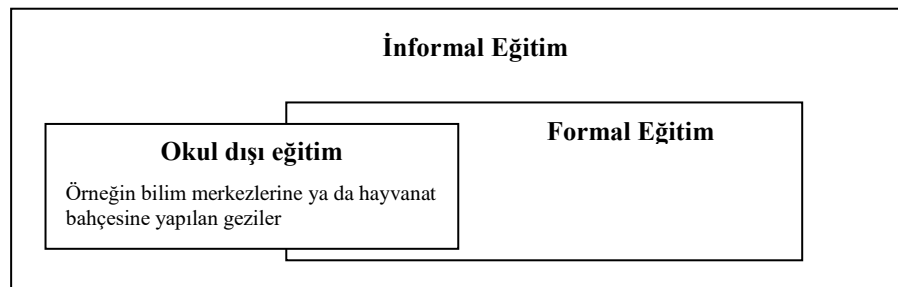 İnformal Eğitim
Formal Eğitim
Okul dışı eğitim
Örneğin bilim merkezlerine ya da hayvanat
bahçesine yapılan geziler